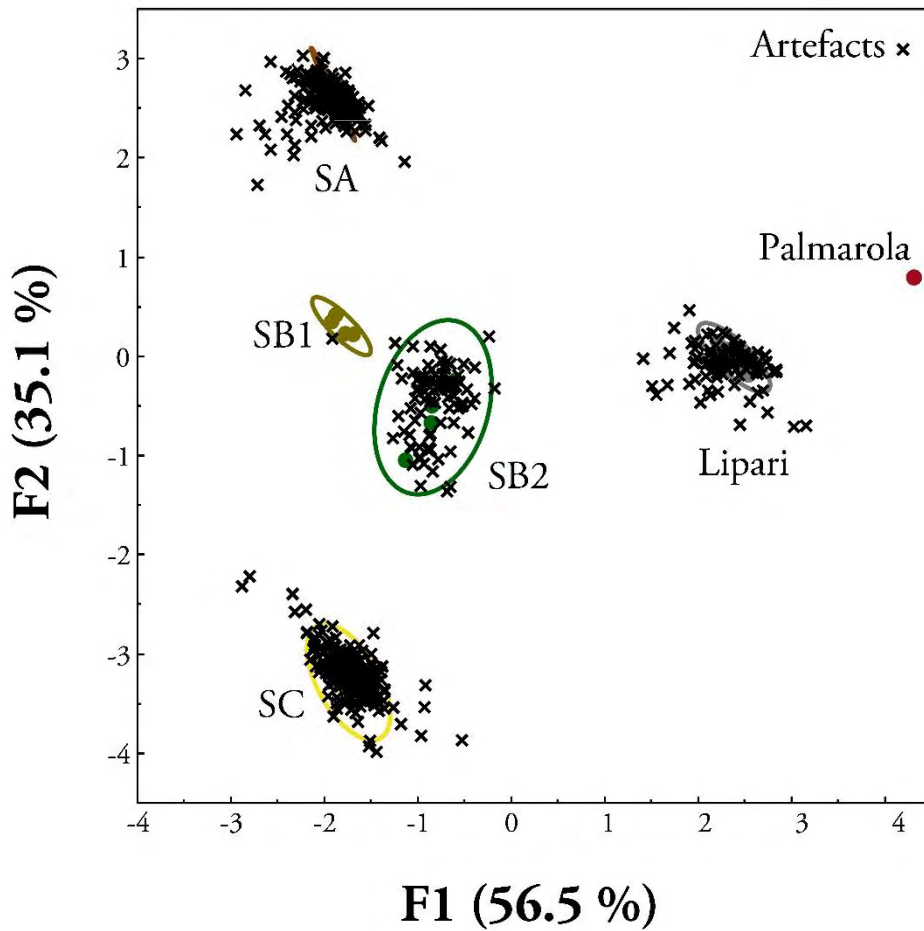 Artefacts ×
3
SA
2
Palmarola
1
SB1
0
Lipari
SB2
-1
-2
SC
-3
-4
-4 -3 -2 -1 0 1 2 3 4
F2 (35.1 %)
F1 (56.5 %)